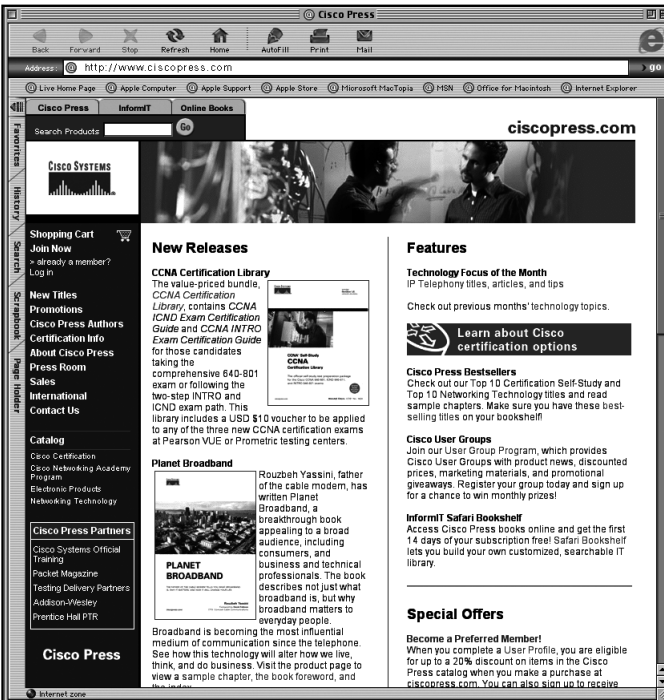 Cisco Press
Back
Forward
Stop
Refresh
Home
AutoFill
Print
Mail
Address:
http://www.ciscopress.com
go
Live Home Page
Apple Computer
Apple Support
Apple Store
Microsoft MacTopia
MSN
Office for Macintosh
Internet Explorer
Favorites
History
Search
Scrapbook
Page Holder
Cisco Press
InformIT
Online Books
Search Products
Go
ciscopress.com
CISCO SYSTEMS
Shopping Cart
Join Now
» already a member?
Log in
New Titles
Promotions
Cisco Press Authors
Certification Info
About Cisco Press
Press Room
Sales
International
Contact Us
Catalog
Cisco Certification
Cisco Networking Academy
Program
Electronic Products
Networking Technology
Cisco Press Partners
Cisco Systems Official
Training
Packet Magazine
Testing Delivery Partners
Addison-Wesley
Prentice Hall PTR
Cisco Press
New Releases
CCNA Certification Library
The value-priced bundle,
CCNA Certification
Library, contains CCNA
ICND Exam Certification
Guide and CCNA INTRO
Exam Certification Guide
for those candidates
taking the
comprehensive 640-801
exam or following the
two-step INTRO and
ICND exam path. This
library includes a USD $10 voucher to be applied
to any of the three new CCNA certification exams
at Pearson VUE or Prometric testing centers.
CCNA Self-Study
CCNA
Certification Library
Planet Broadband
Rouzbeh Yassini, father
of the cable modem, has
written Planet
Broadband, a
breakthrough book
appealing to a broad
audience, including
consumers, and
business and technical
professionals. The book
describes not just what
broadband is, but why
broadband matters to
everyday people.
Broadband is becoming the most influential
medium of communication since the telephone.
See how this technology will alter how we live,
think, and do business. Visit the product page to
view a sample chapter, the book foreword, and
the index.
PLANET
BROADBAND
Rouzbeh Yassini
Features
Technology Focus of the Month
IP Telephony titles, articles, and tips
Check out previous months' technology topics.
Learn about Cisco
certification options
Cisco Press Bestsellers
Check out our Top 10 Certification Self-Study and
Top 10 Networking Technology titles and read
sample chapters. Make sure you have these best-
selling titles on your bookshelf!
Cisco User Groups
Join our User Group Program, which provides
Cisco User Groups with product news, discounted
prices, marketing materials, and promotional
giveaways. Register your group today and sign up
for a chance to win monthly prizes!
InformIT Safari Bookshelf
Access Cisco Press books online and get the first
14 days of your subscription free! Safari Bookshelf
lets you build your own customized, searchable IT
library.
Special Offers
Become a Preferred Member!
When you complete a User Profile, you are eligible
for up to a 20% discount on items in the Cisco
Press catalog when you make a purchase at
ciscopress.com. You can also sign up to receive
Internet zone